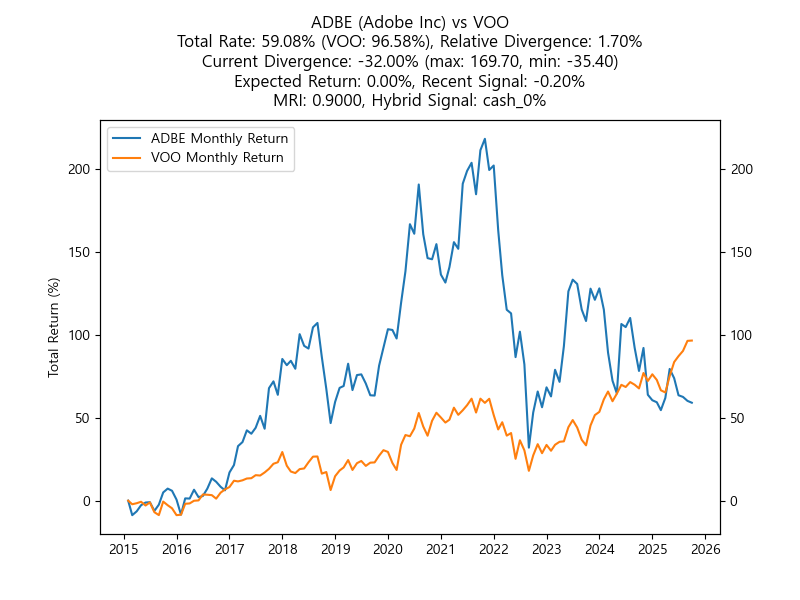 ADBE (Adobe Inc) vs VOO
Total Rate: 59.08% (VOO: 96.58%), Relative Divergence: 1.70%
Current Divergence: -32.00% (max: 169.70, min: -35.40)
Expected Return: 0.00%, Recent Signal: -0.20%
MRI: 0.9000, Hybrid Signal: cash_0%
ADBE Monthly Return
VOO Monthly Return
200
200
150
150
100
100
50
50
0
0
Total Return (%)
2015 2016 2017 2018 2019 2020 2021 2022 2023 2024 2025 2026